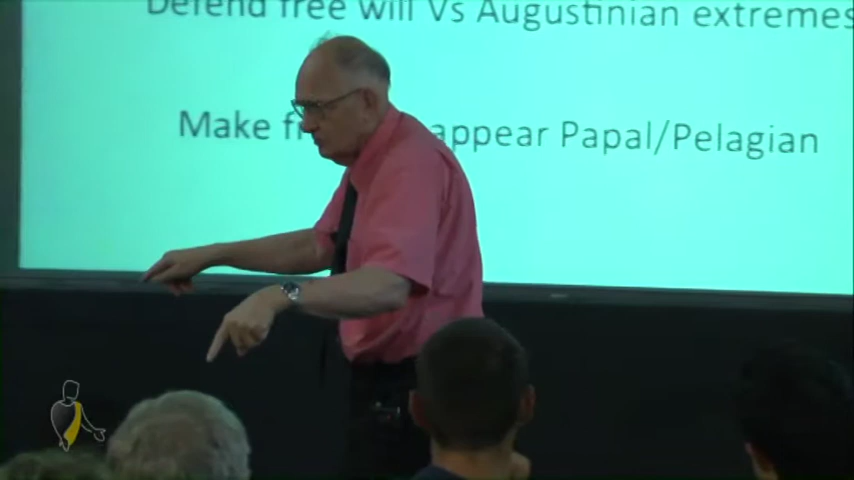 Defend free will Vs Augustinian extremes
Make appear Papal/Pelagian